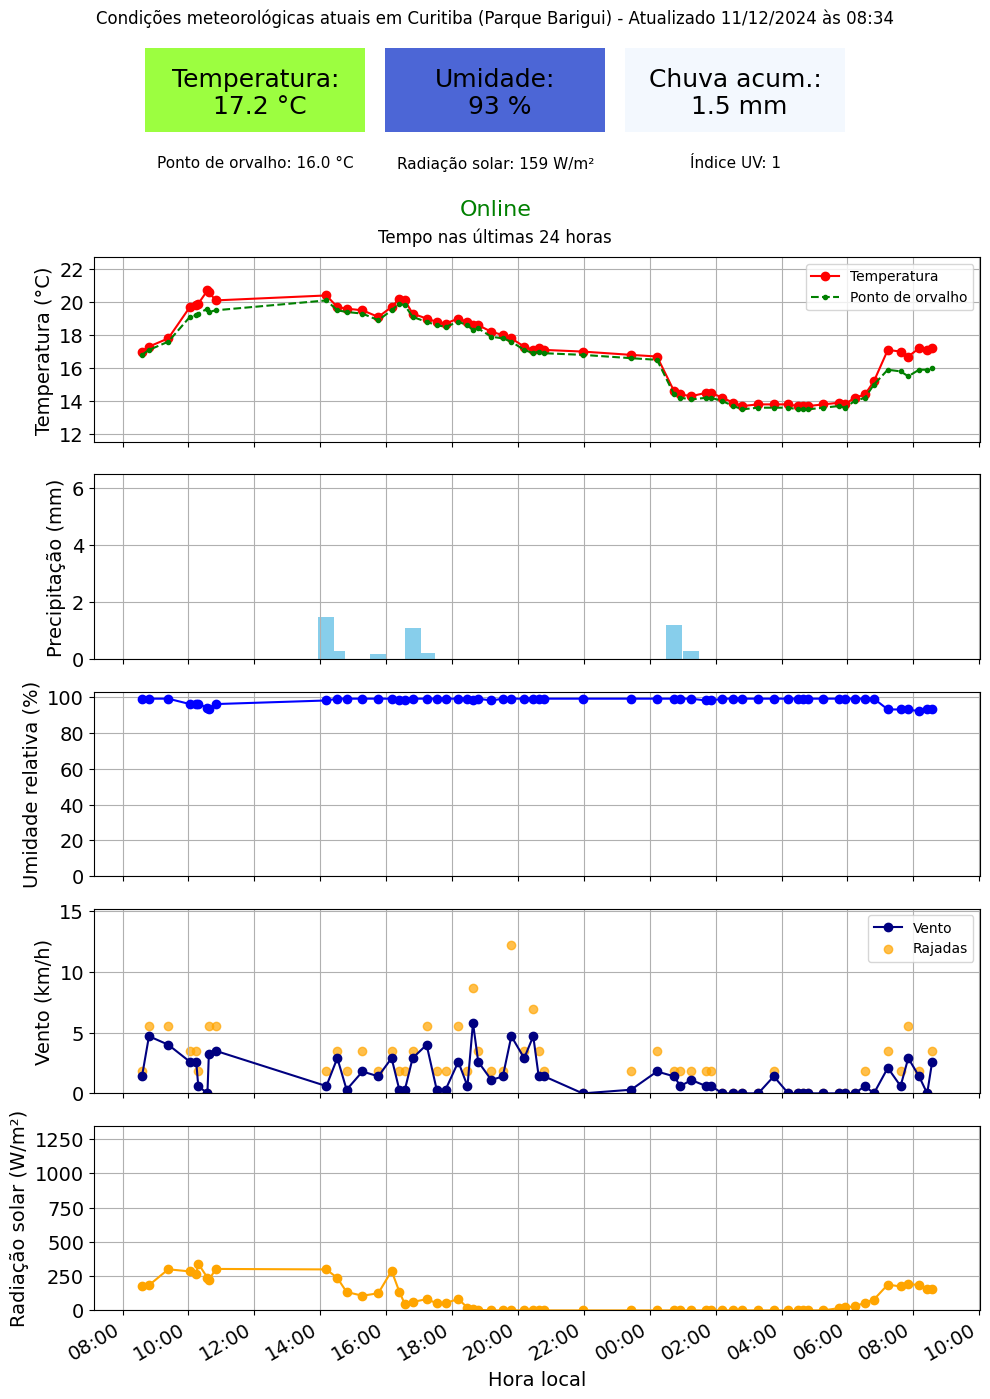 Condições meteorológicas atuais em Curitiba (Parque Barigui) - Atualizado 11/12/2024 às 08:34
Temperatura:
17.2 °C
Umidade:
93 %
Chuva acum.:
1.5 mm
Ponto de orvalho: 16.0 °C
Radiação solar: 159 W/m²
Índice UV: 1
Online
Tempo nas últimas 24 horas
Temperatura (°C)
22
20
18
16
14
12
Temperatura
Ponto de orvalho
Precipitação (mm)
6
4
2
0
Umidade relativa (%)
100
80
60
40
20
0
Vento (km/h)
15
10
5
0
Vento
Rajadas
Radiação solar (W/m²)
1250
1000
750
500
250
0
08:00
10:00
12:00
14:00
16:00
18:00
20:00
22:00
00:00
02:00
04:00
06:00
08:00
10:00
Hora local